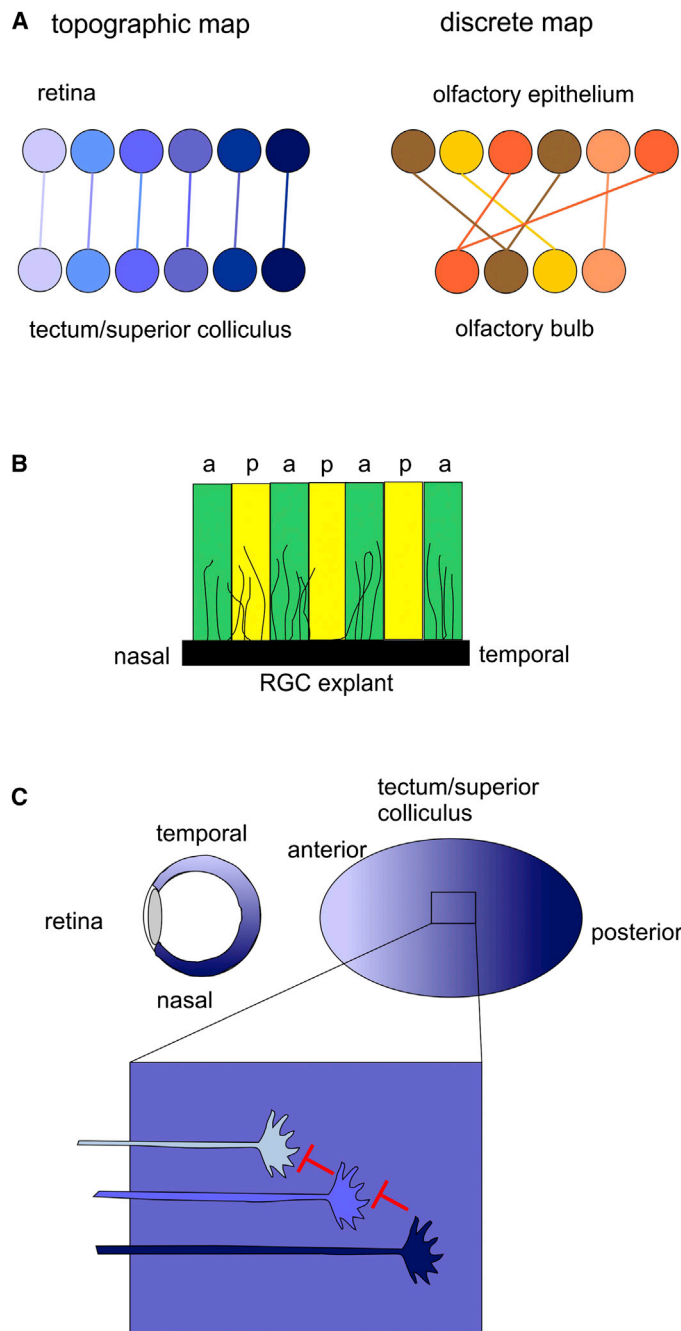 A topographic map discrete map
retina olfactory epithelium
tectum/superior colliculus olfactory bulb
B
a p a p a p a
nasal temporal
RGC explant
C
tectum/superior
colliculus
temporal
anterior
retina
posterior
nasal